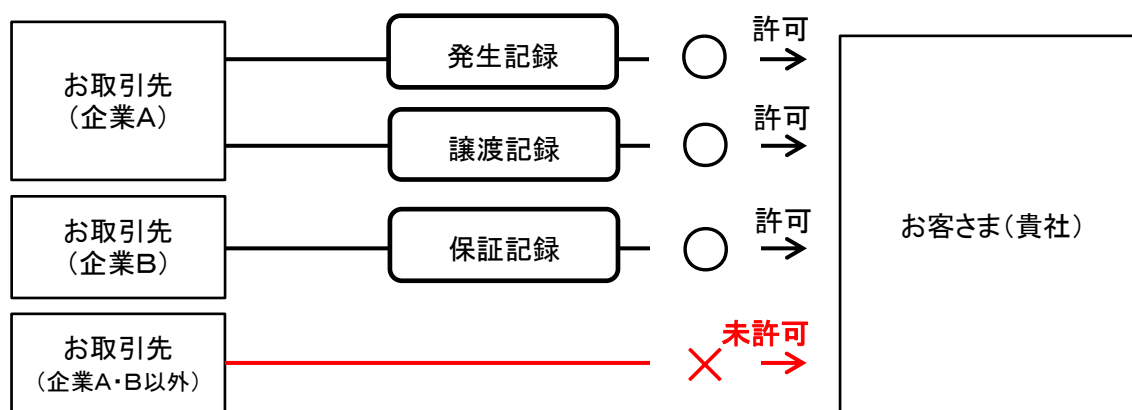 お取引先
(企業A)
発生記録
許可
譲渡記録
許可
お取引先
(企業B)
保証記録
許可
お取引先
(企業A・B以外)
未許可
お客さま(貴社)